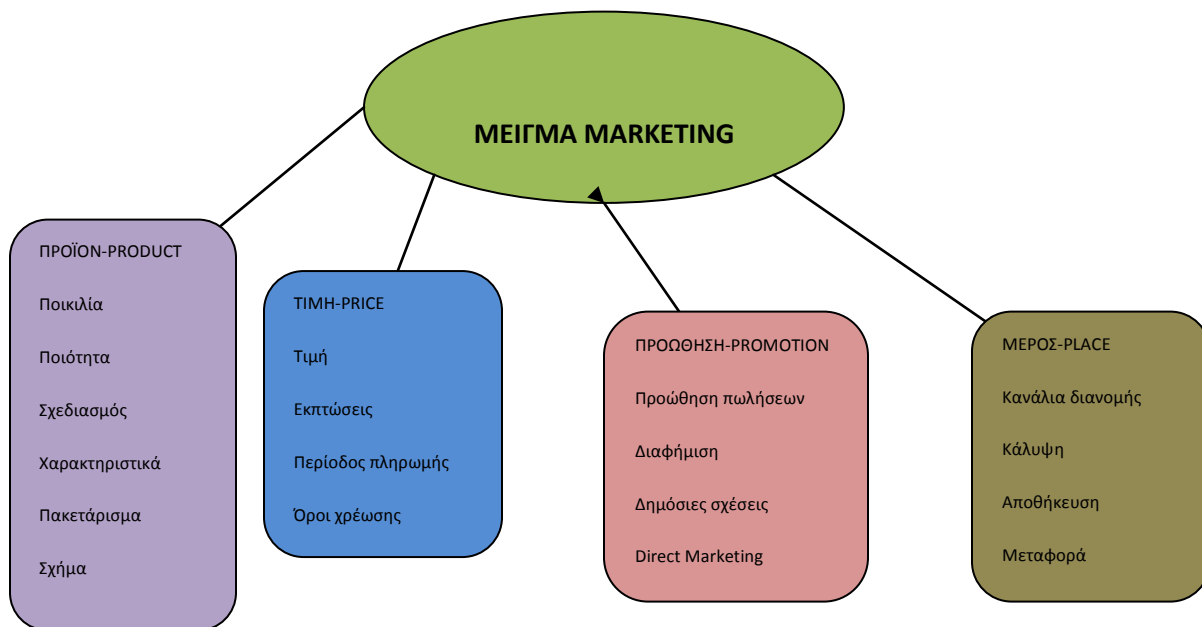 ΜΕΙΓΜΑ MARKETING
ΠΡΟΪΟΝ-PRODUCT
Ποικιλία
Ποιότητα
Σχεδιασμός
Χαρακτηριστικά
Πακετάρισμα
Σχήμα
ΤΙΜΗ-PRICE
Τιμή
Εκπτώσεις
Περίοδος πληρωμής
Όροι χρέωσης
ΠΡΟΩΘΗΣΗ-PROMOTION
Προώθηση πωλήσεων
Διαφήμιση
Δημόσιες σχέσεις
Direct Marketing
ΜΕΡΟΣ-PLACE
Κανάλια διανομής
Κάλυψη
Αποθήκευση
Μεταφορά